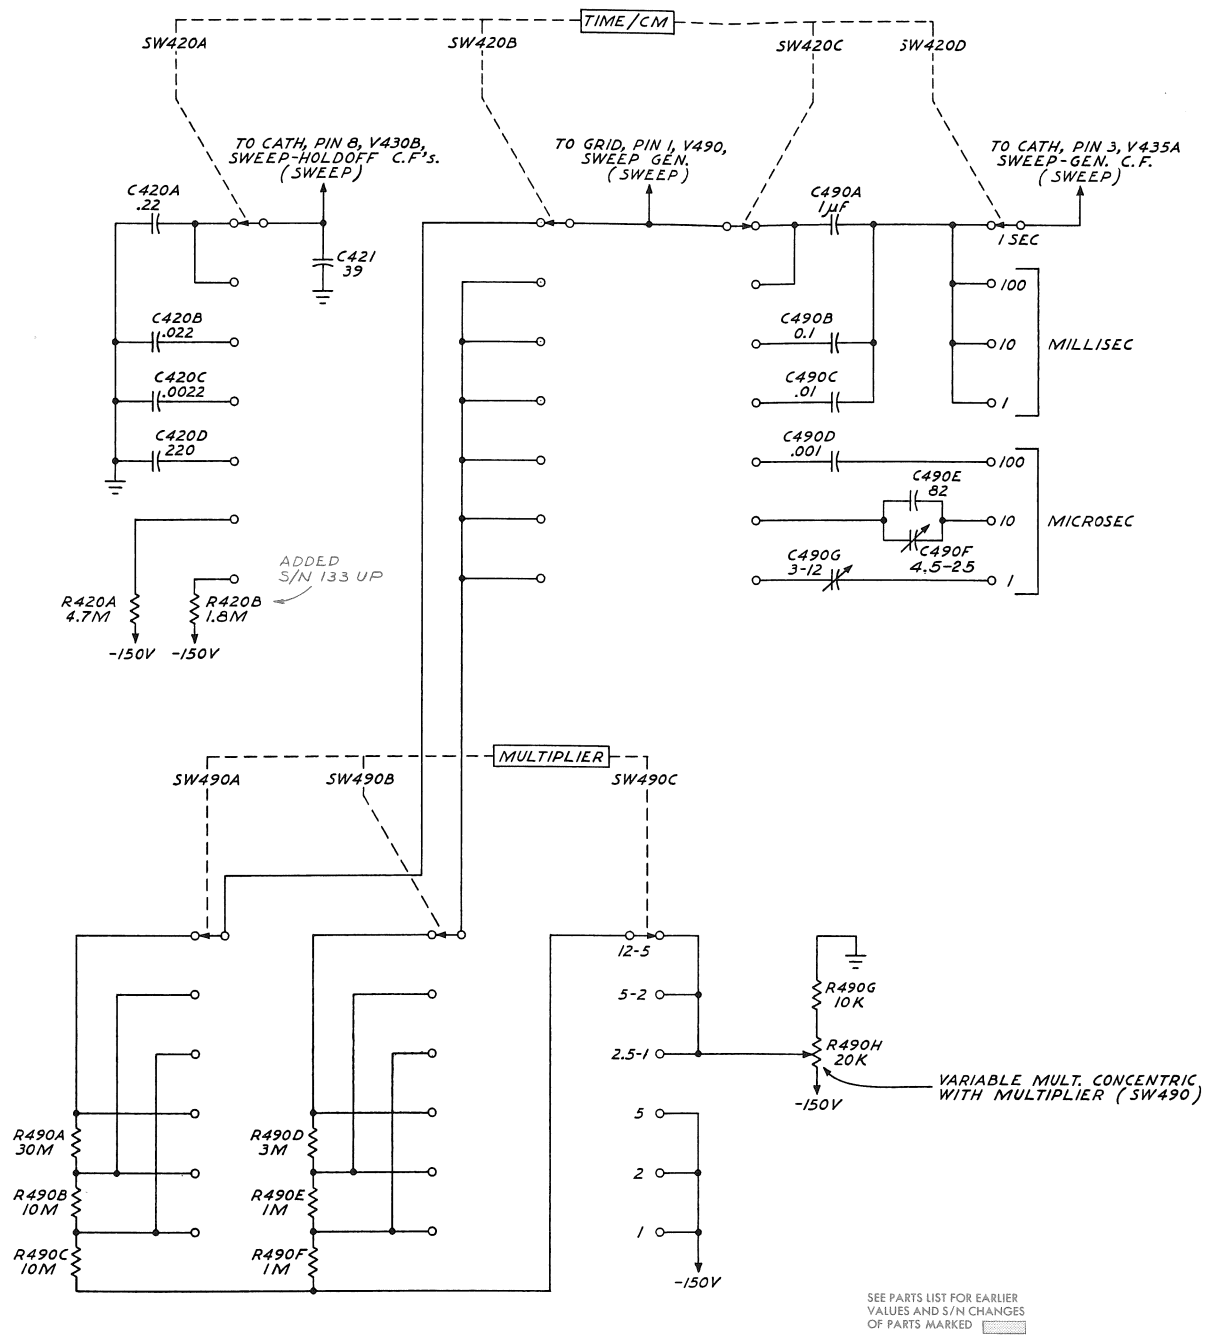 TIME/CM
SW420A
SW420B
SW420C
SW420D
TO CATH, PIN 8, V430B,
SWEEP-HOLDOFF C.F's.
(SWEEP)
TO GRID, PIN 1, V490,
SWEEP GEN.
(SWEEP)
TO CATH, PIN 3, V435A
SWEEP-GEN. C.F.
(SWEEP)
C420A
.22
C421
39
C490A
1µF
1 SEC
100
C420B
.022
C490B
0.1
10
MILLISEC
C420C
.0022
C490C
.01
1
C420D
220
C490D
.001
100
C490E
82
10
MICROSEC
C490F
4.5-25
C490G
3-12
1
ADDED
S/N 133 UP
R420A
4.7M
R420B
1.8M
-150V
-150V
MULTIPLIER
SW490A
SW490B
SW490C
12-5
5-2
2.5-1
5
2
1
-150V
R490G
10K
R490H
20K
-150V
VARIABLE MULT. CONCENTRIC
WITH MULTIPLIER (SW490)
R490A
30M
R490B
10M
R490C
10M
R490D
3M
R490E
1M
R490F
1M
SEE PARTS LIST FOR EARLIER
VALUES AND S/N CHANGES
OF PARTS MARKED